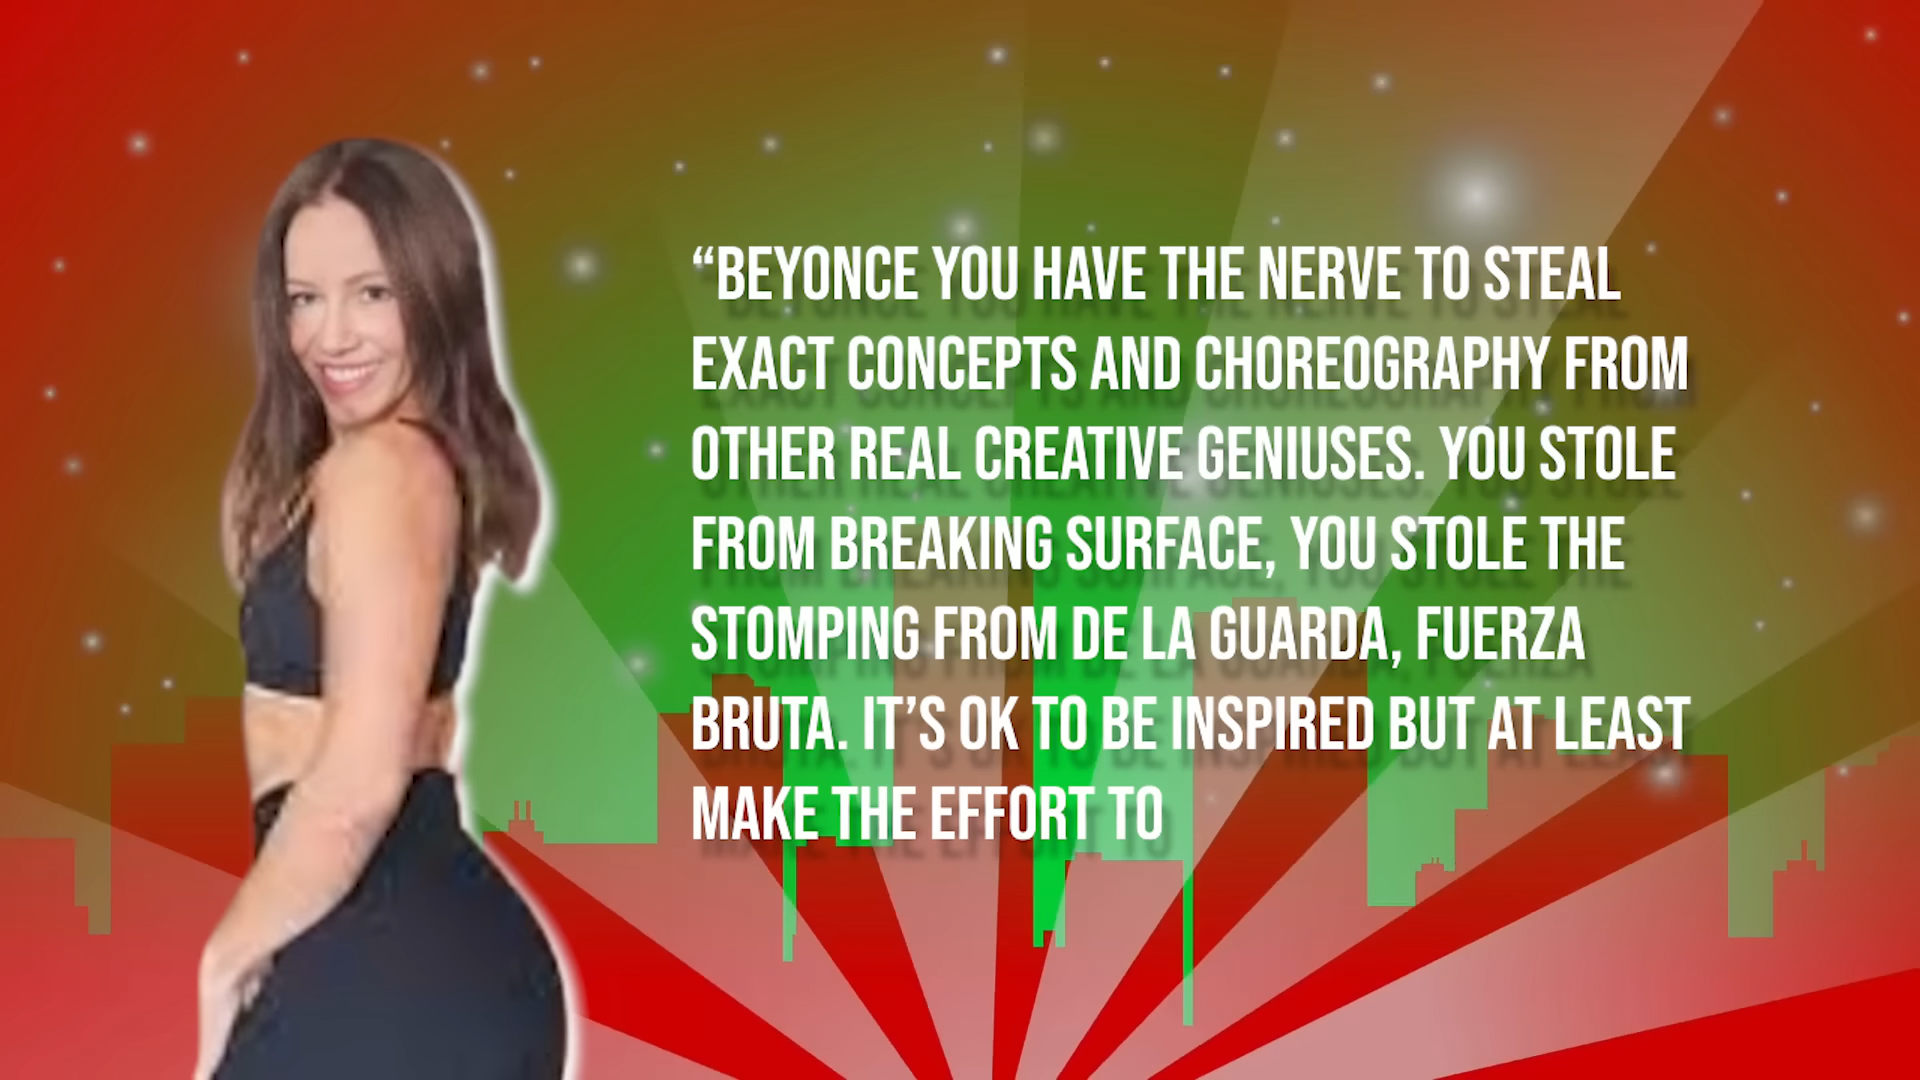 “BEYONCE YOU HAVE THE NERVE TO STEAL
EXACT CONCEPTS AND CHOREOGRAPHY FROM
OTHER REAL CREATIVE GENIUSES. YOU STOLE
FROM BREAKING SURFACE, YOU STOLE THE
STOMPING FROM DE LA GUARDA, FUERZA
BRUTA. IT’S OK TO BE INSPIRED BUT AT LEAST
MAKE THE EFFORT TO